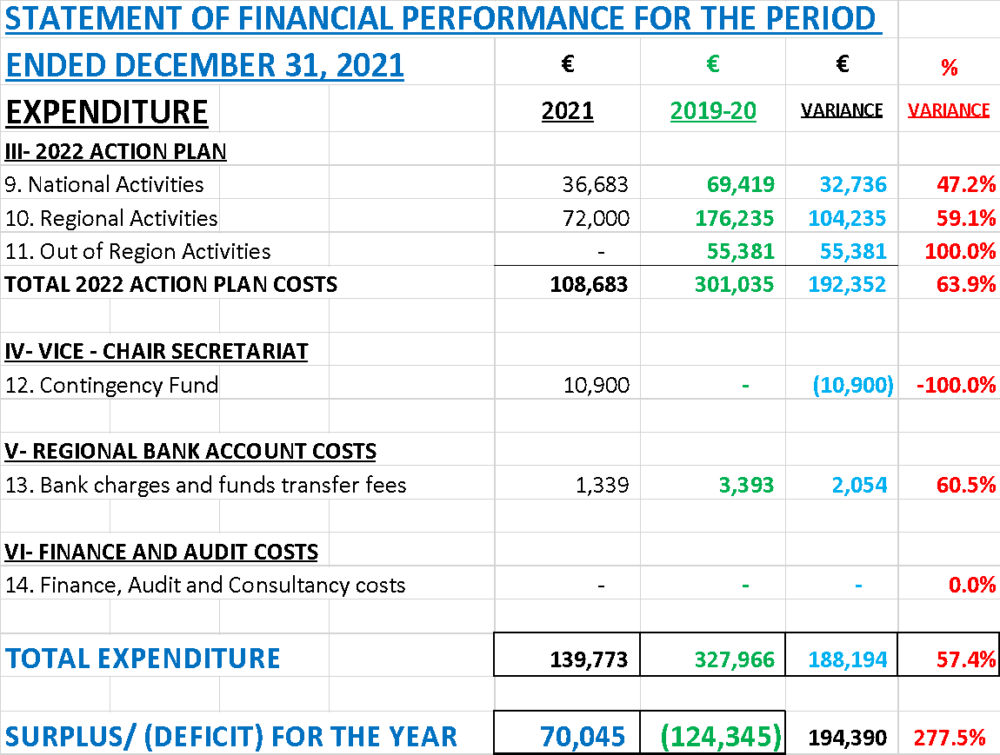 STATEMENT OF FINANCIAL PERFORMANCE FOR THE PERIOD
ENDED DECEMBER 31, 2021 € € € %
EXPENDITURE 2021 2019-20 VARIANCE VARIANCE
III- 2022 ACTION PLAN
9. National Activities 36,683 69,419 32,736 47.2%
10. Regional Activities 72,000 176,235 104,235 59.1%
11. Out of Region Activities - 55,381 55,381 100.0%
TOTAL 2022 ACTION PLAN COSTS 108,683 301,035 192,352 63.9%
IV- VICE - CHAIR SECRETARIAT
12. Contingency Fund 10,900 - (10,900) -100.0%
V- REGIONAL BANK ACCOUNT COSTS
13. Bank charges and funds transfer fees 1,339 3,393 2,054 60.5%
VI- FINANCE AND AUDIT COSTS
14. Finance, Audit and Consultancy costs - - - 0.0%
TOTAL EXPENDITURE 139,773 327,966 188,194 57.4%
SURPLUS/ (DEFICIT) FOR THE YEAR 70,045 (124,345) 194,390 277.5%